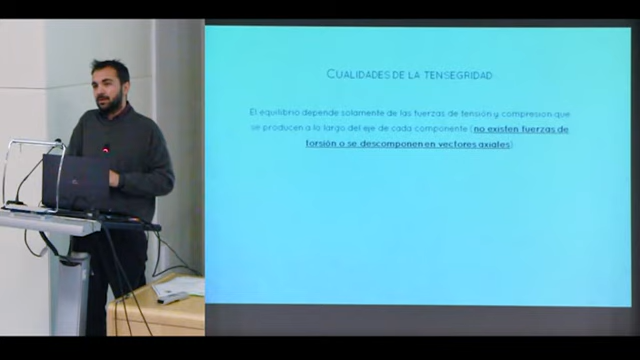 CUALIDADES DE LA TENSEGRIDAD
El equilibrio depende solamente de las fuerzas de tensión y compresión que
se producen a lo largo del eje de cada componente (no existen fuerzas de
torsión o se descomponen en vectores axiales)